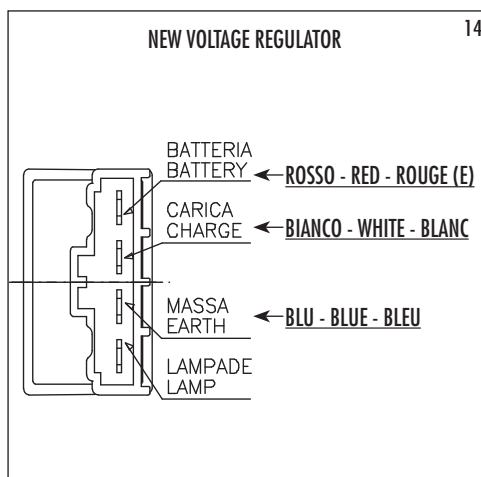 14
NEW VOLTAGE REGULATOR
BATTERIA
BATTERY
ROSSO - RED - ROUGE (E)
CARICA
CHARGE
BIANCO - WHITE - BLANC
MASSA
EARTH
BLU - BLUE - BLEU
LAMPADE
LAMP